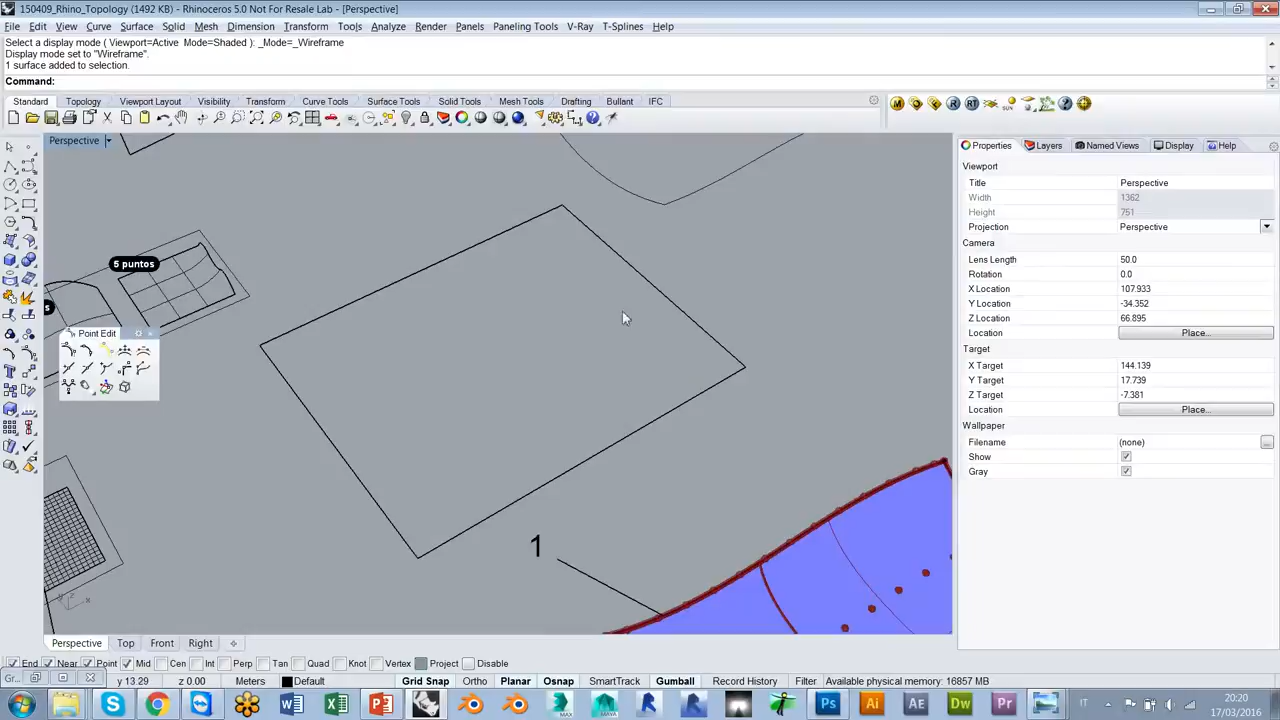 150409_Rhino_Topology (1492 KB) - Rhinoceros 5.0 Not For Resale Lab - [Perspective]
File Edit View Curve Surface Solid Mesh Dimension Transform Tools Analyze Render Panels Paneling Tools V-Ray T-Splines Help
Select a display mode ( Viewport=Active Mode=Shaded ): _Mode=_Wireframe
Display mode set to "Wireframe".
1 surface added to selection.
Command:
Standard Topology Viewport Layout Visibility Transform Curve Tools Surface Tools Solid Tools Mesh Tools Drafting Bullant IFC
Perspective
Properties Layers Named Views Display Help
Viewport
Title Perspective
Width 1362
Height 751
Projection Perspective
Camera
Lens Length 50.0
Rotation 0.0
X Location 107.933
Y Location -34.352
Z Location 66.895
Location Place...
Target
X Target 144.139
Y Target 17.739
Z Target -7.381
Location Place...
Wallpaper
Filename (none)
Show
Gray
5 puntos
s
Point Edit
1
Perspective Top Front Right
End Near Point Mid Cen Int Perp Tan Quad Knot Vertex Project Disable
Gr...
y 13.29 z 0.00 Meters Default Grid Snap Ortho Planar Osnap SmartTrack Gumball Record History Filter Available physical memory: 16857 MB
IT 20:20
17/03/2016